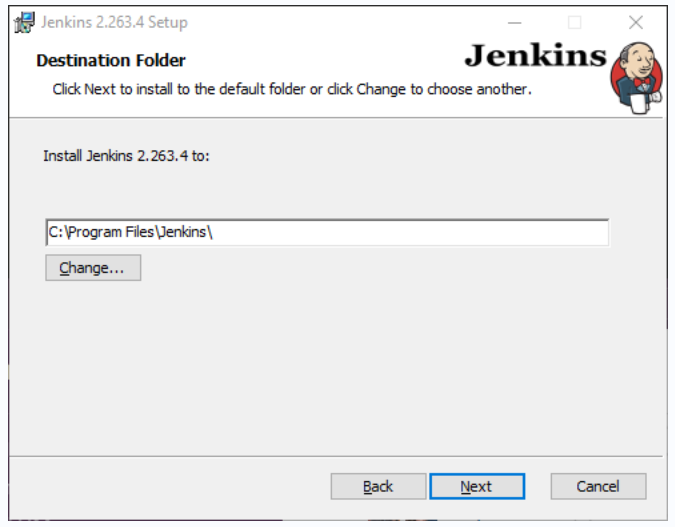 Jenkins 2.263.4 Setup
Destination Folder
Jenkins
Click Next to install to the default folder or click Change to choose another.
Install Jenkins 2.263.4 to:
C:\Program Files\Jenkins\
Change...
Back
Next
Cancel